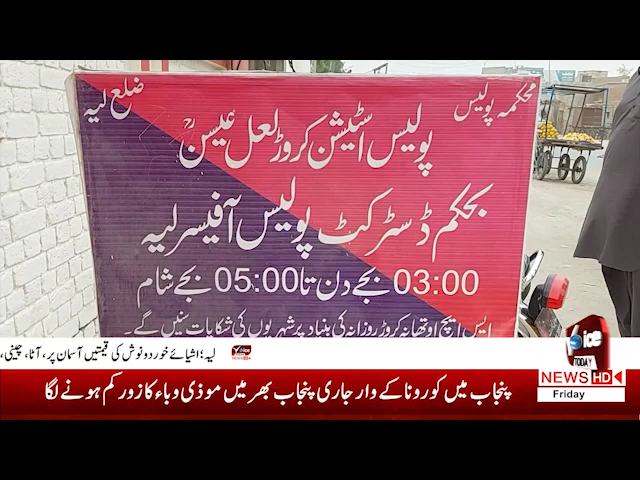 محکمہ پولیس
ضلع لیہ
پولیس اسٹیشن کروڑ لعل عیسن
بحکم ڈسٹرکٹ پولیس آفیسر لیہ
03:00 بجے دن تا 05:00 بجے شام
ایس ایچ او تھانہ کروڑ روزانہ کی بنیاد پر شہریوں کی شکایات سنیں گے۔
لیہ؛ اشیائے خوردونوش کی قیمتیں آسمان پر، آٹا، چینی،
Voice
TODAY
NEWS HD
Friday
پنجاب میں کورونا کے وار جاری پنجاب بھر میں موذی وباء کا زور کم ہونے لگا